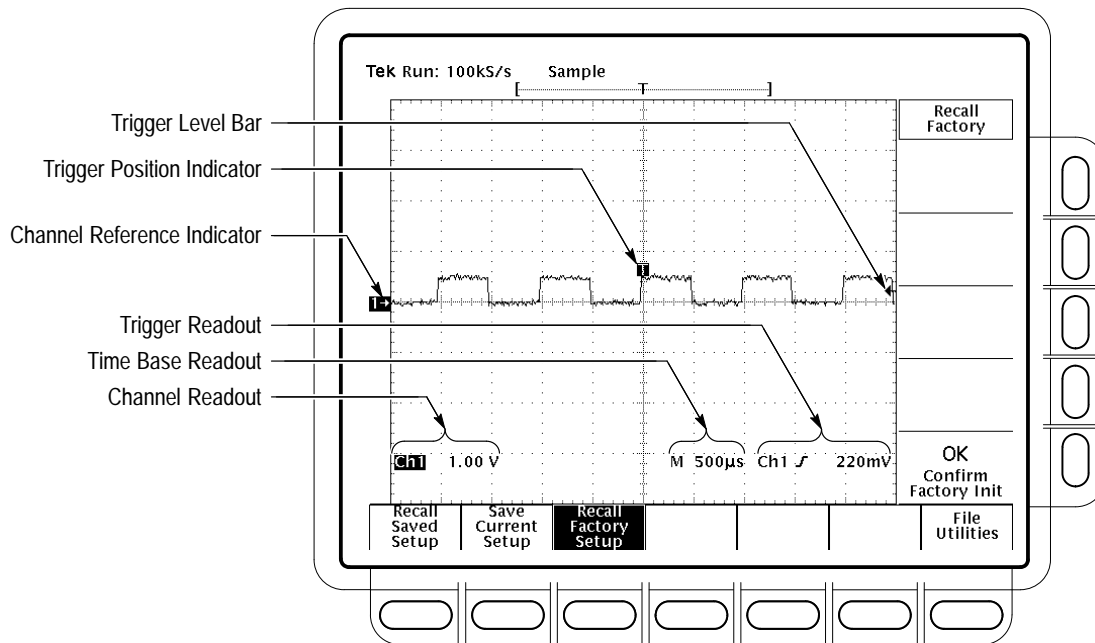 Tek Run: 100kS/s Sample
[ T ]
Trigger Level Bar
Trigger Position Indicator
Channel Reference Indicator
Trigger Readout
Time Base Readout
Channel Readout
T
1→
Ch1 1.00 V
M 500µs
Ch1 ƒ 220mV
Recall
Factory
OK
Confirm
Factory Init
Recall
Saved
Setup
Save
Current
Setup
Recall
Factory
Setup
File
Utilities